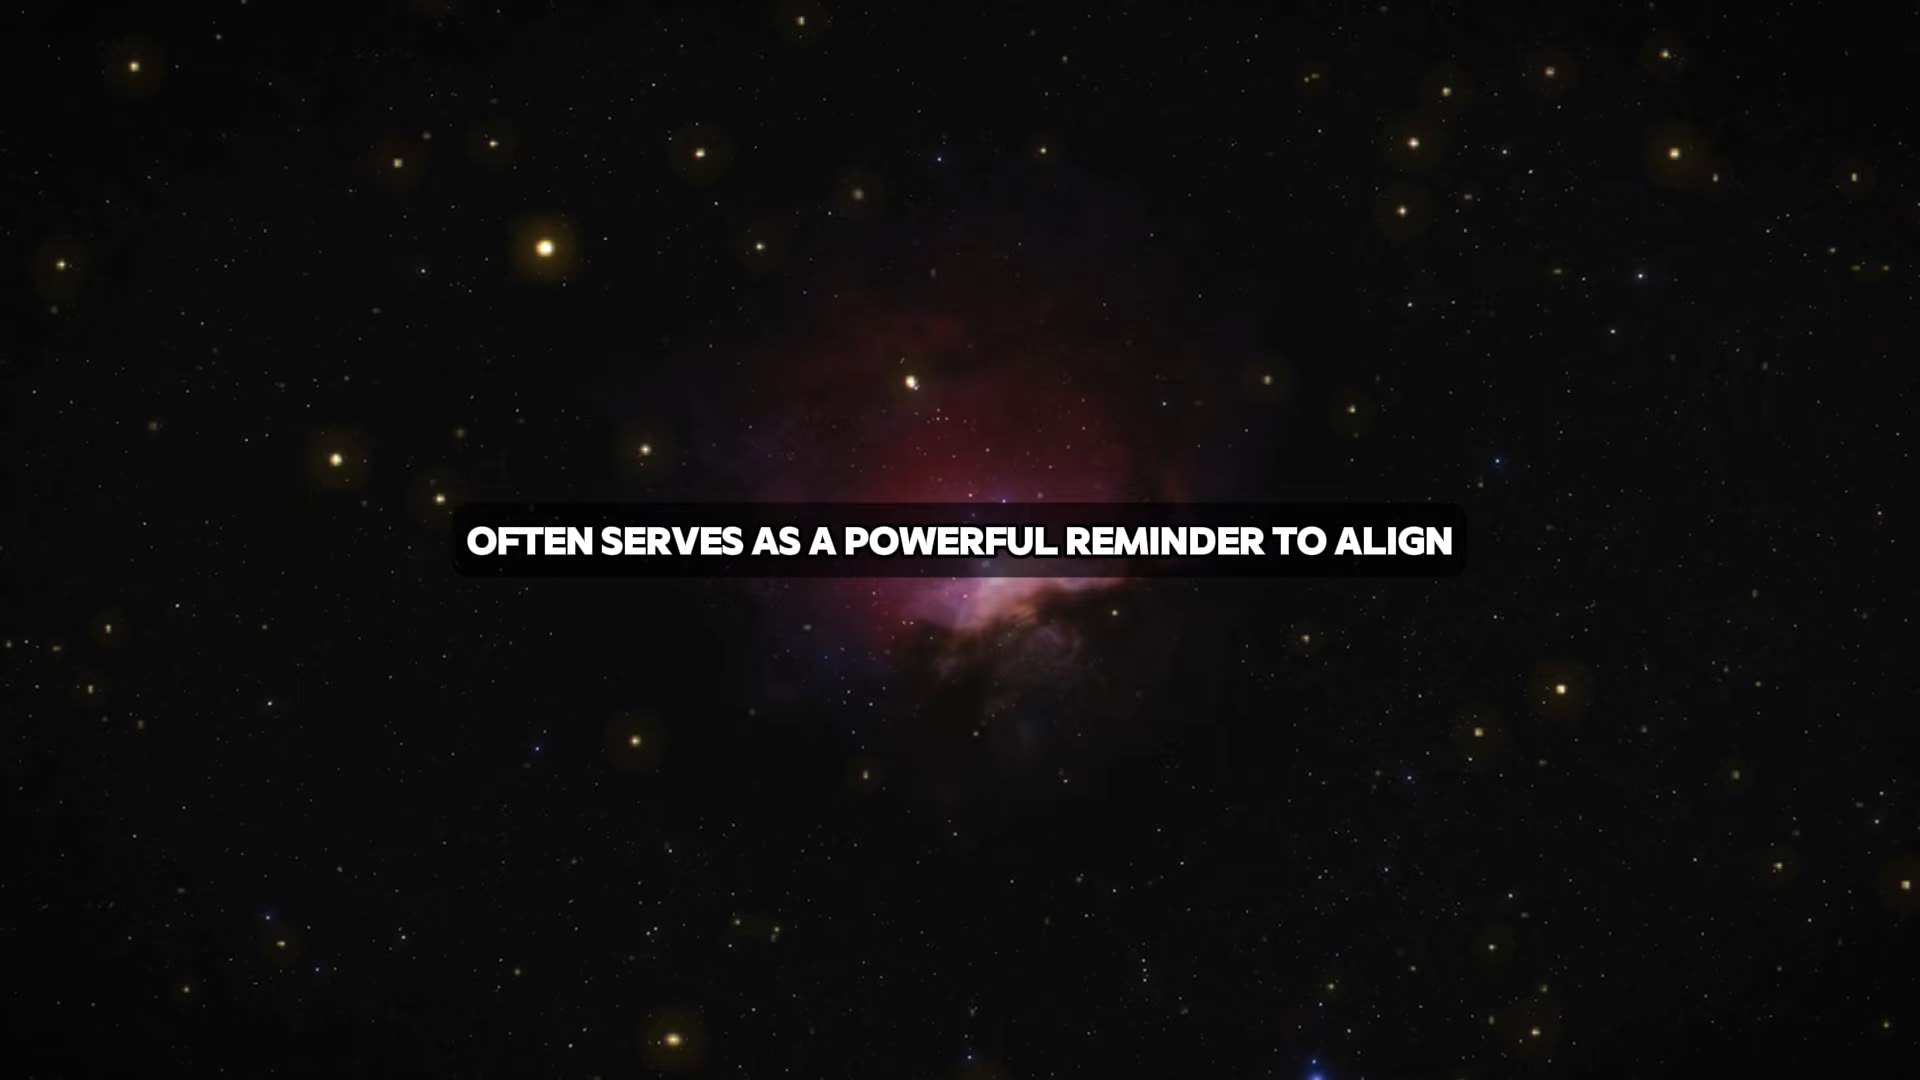 OFTEN SERVES AS A POWERFUL REMINDER TO ALIGN